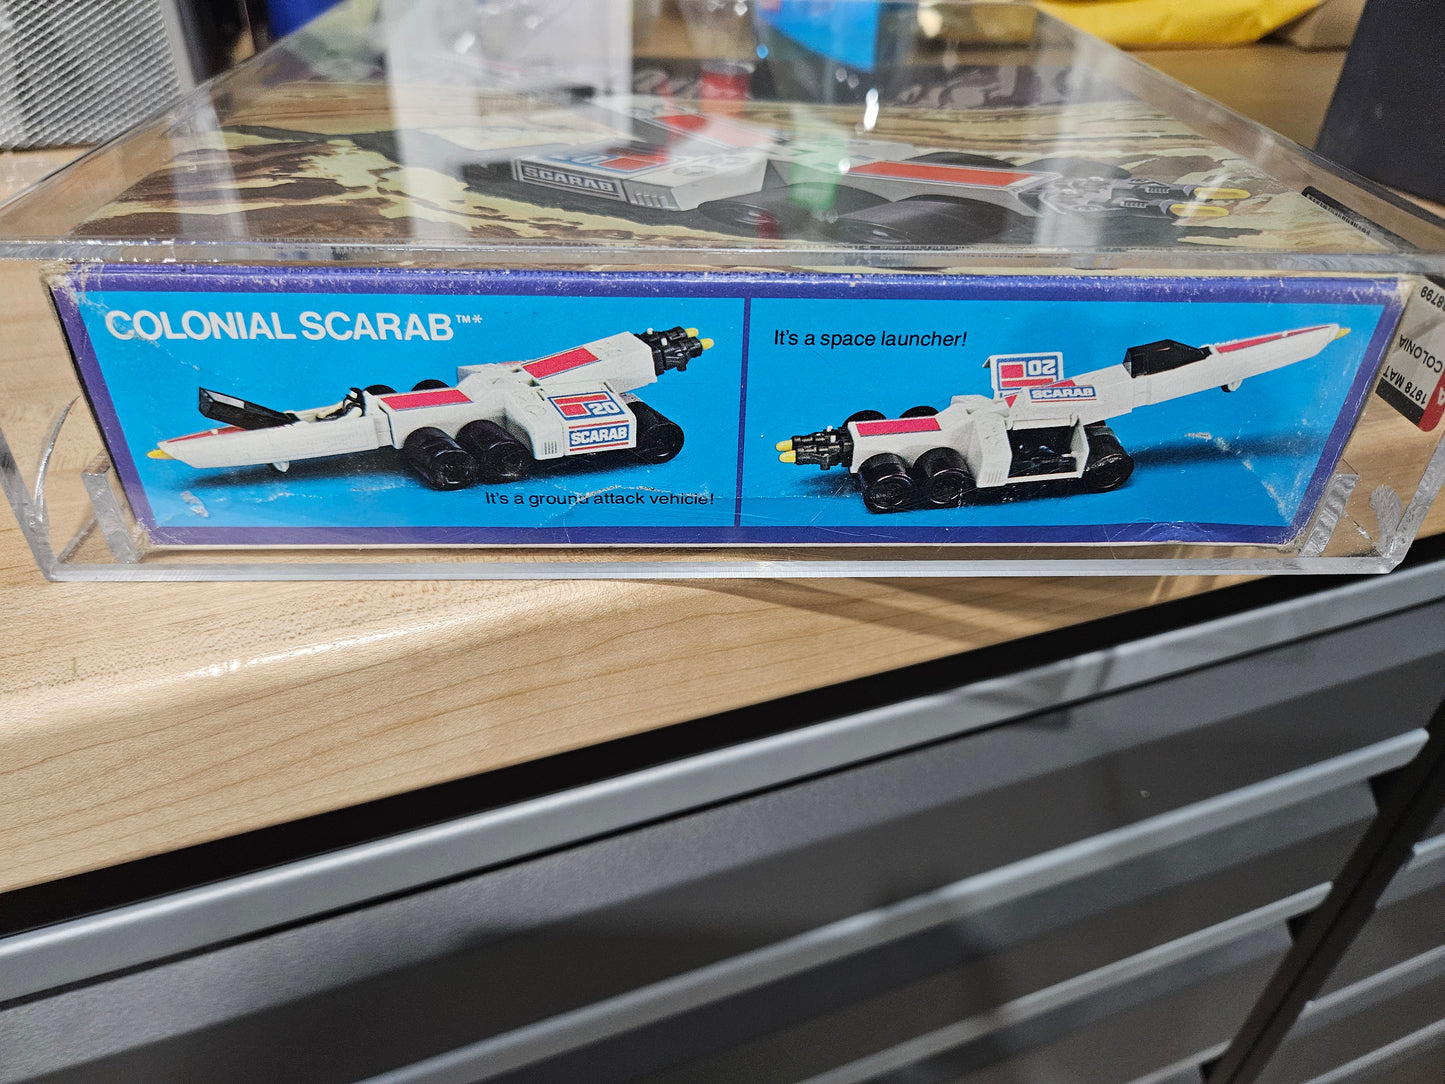 SCARAB
COLONIAL SCARAB™*
20
SCARAB
It's a ground attack vehicle!
It's a space launcher!
20
SCARAB
8799
COLONIA
1978 MAT